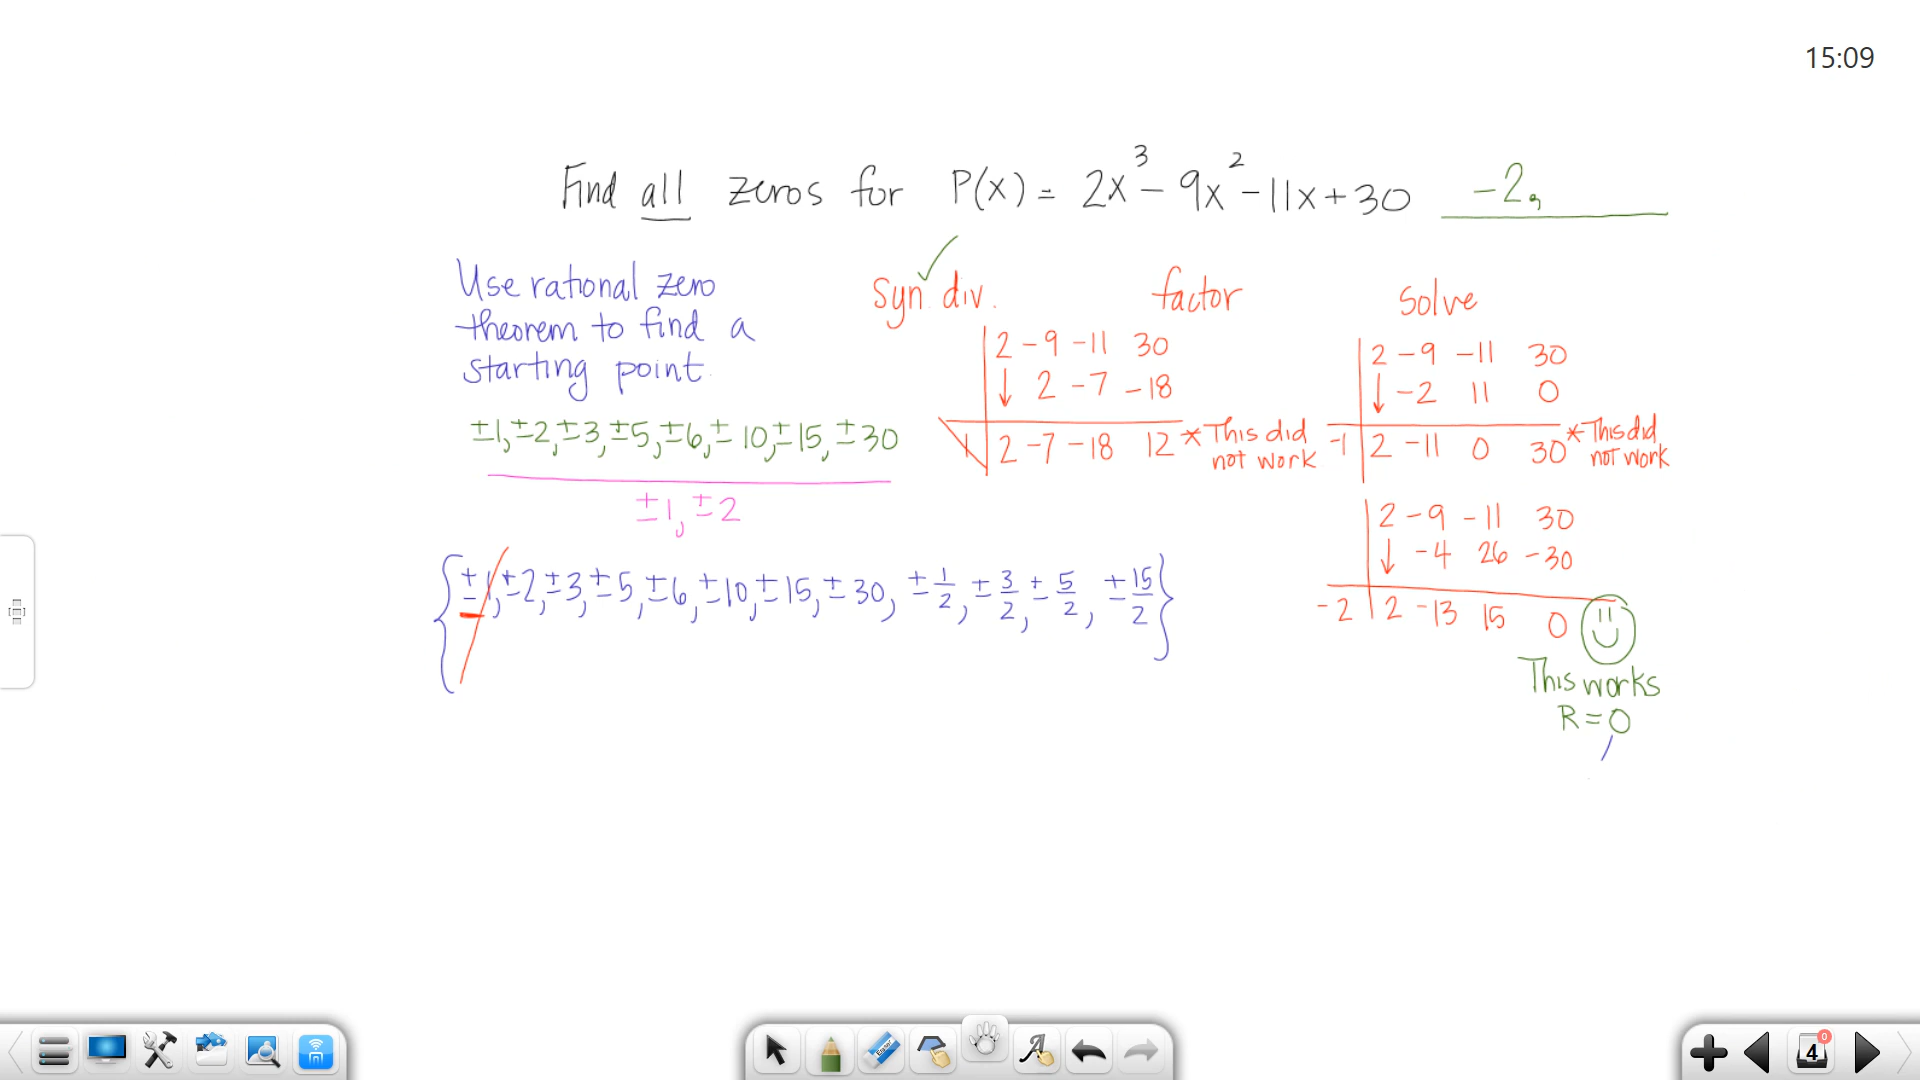 15:09
Find all zeros for P(x) = 2x³ - 9x² - 11x + 30 -2,
Use rational zero
theorem to find a
starting point.
±1, ±2, ±3, ±5, ±6, ±10, ±15, ±30
±1, ±2
{±1, ±2, ±3, ±5, ±6, ±10, ±15, ±30, ±1/2, ±3/2, ±5/2, ±15/2}
Syn. div. factor solve
2 -9 -11 30
↓ 2 -7 -18
1 2 -7 -18 12 * This did
not work
2 -9 -11 30
↓ -2 11 0
-1 2 -11 0 30 * This did
not work
2 -9 -11 30
↓ -4 26 -30
-2 2 -13 15 0
This works
R = 0
Eraser
A
4
0